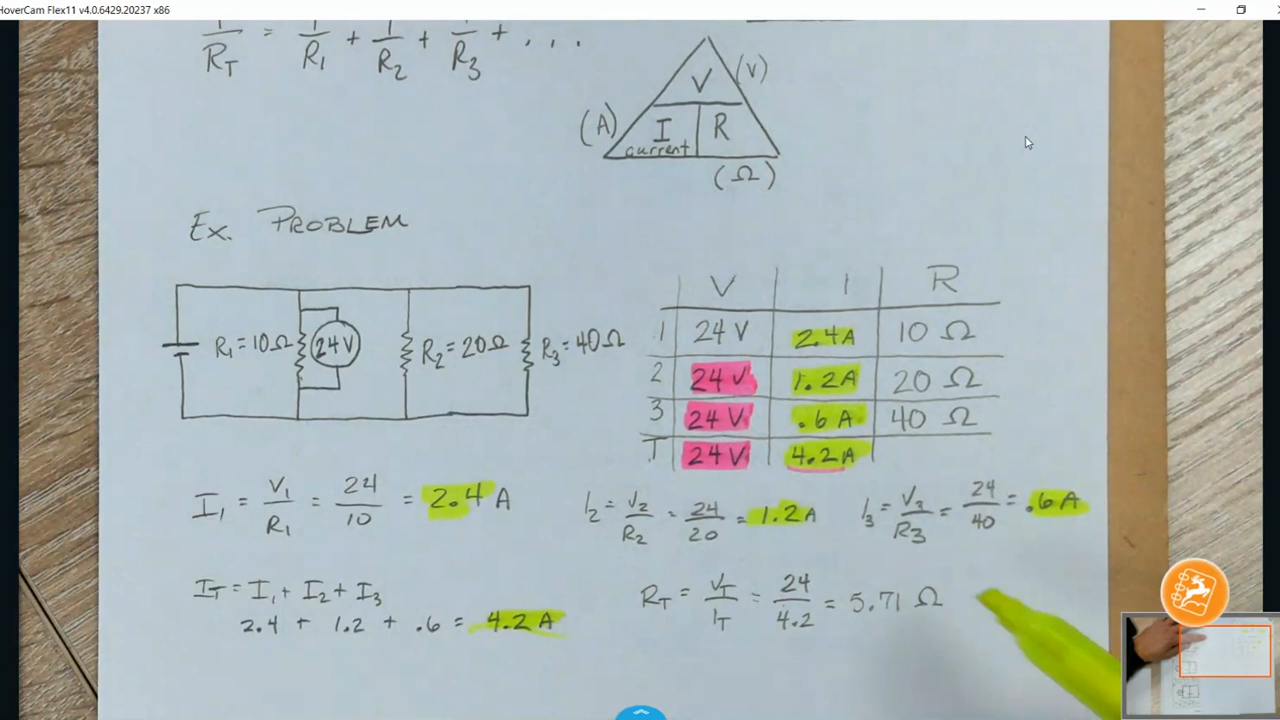 HoverCam Flex11 v4.0.6429.20237 x86
1/RT = 1/R1 + 1/R2 + 1/R3 + , . .
V (V)
(A) I R
current
(Ω)
Ex. PROBLEM
V I R
1 24 V 2.4A 10 Ω
2 24 V 1.2A 20 Ω
3 24 V .6 A 40 Ω
T 24 V 4.2A
R1 = 10Ω 24V R2 = 20Ω R3 = 40Ω
I1 = V1/R1 = 24/10 = 2.4 A
I2 = V2/R2 = 24/20 = 1.2A
I3 = V3/R3 = 24/40 = .6 A
IT = I1 + I2 + I3
2.4 + 1.2 + .6 = 4.2 A
RT = VT/IT = 24/4.2 = 5.71 Ω